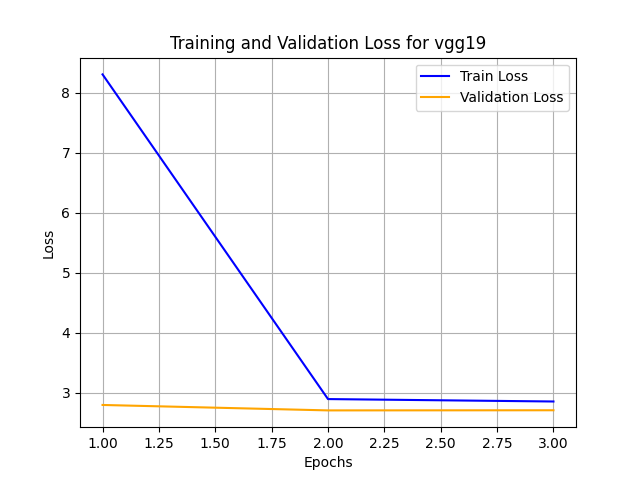 Training and Validation Loss for vgg19
Train Loss
Validation Loss
Loss
8
7
6
5
4
3
1.00 1.25 1.50 1.75 2.00 2.25 2.50 2.75 3.00
Epochs